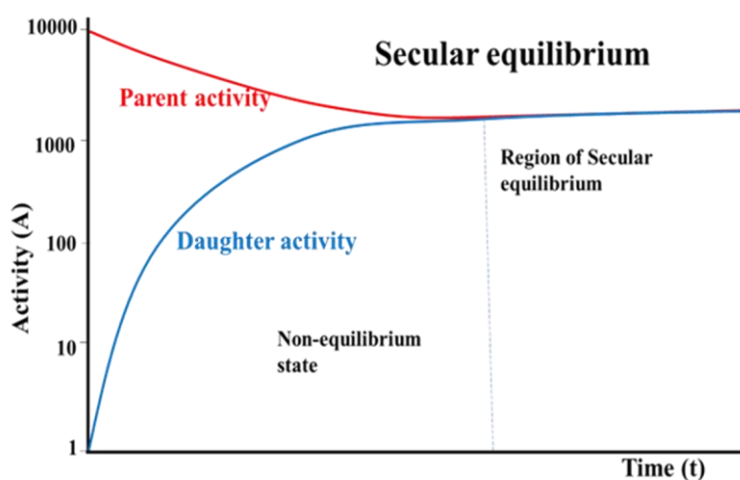 Secular equilibrium
10000
Parent activity
1000
Region of Secular
equilibrium
Activity (A)
100
Daughter activity
10
Non-equilibrium
state
1
Time (t)